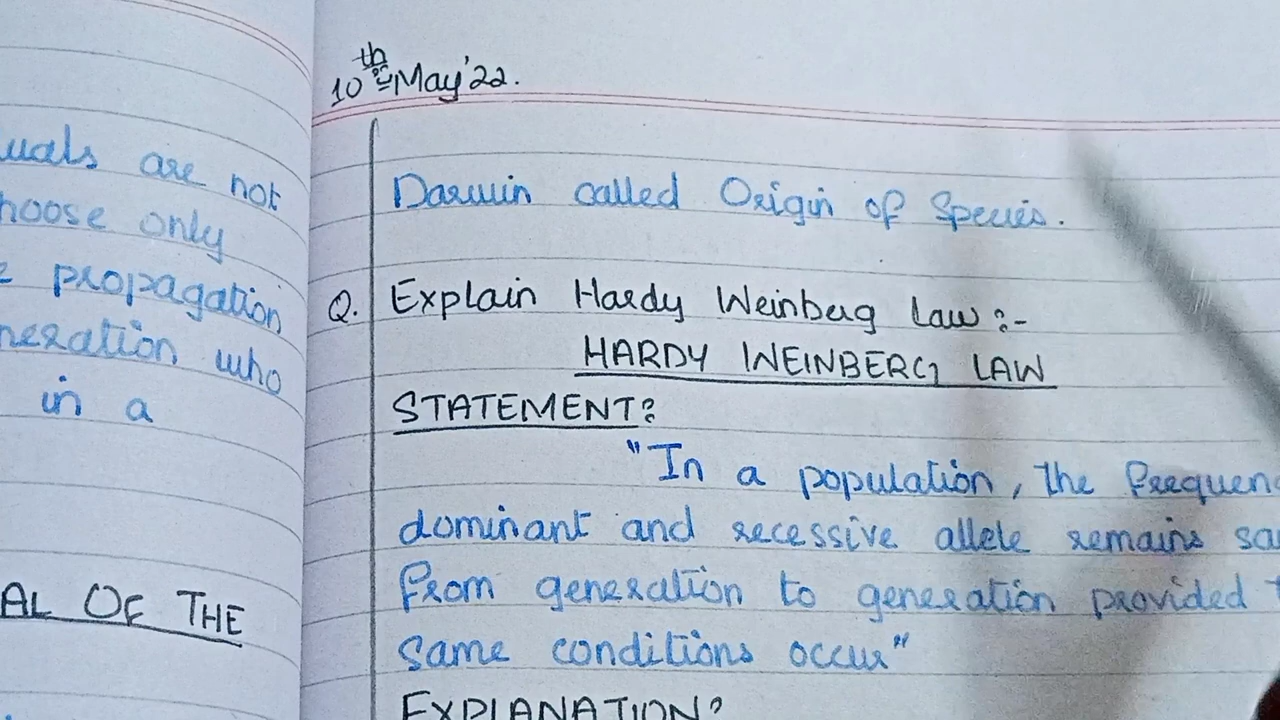 uals are not
hoose only
propagation
neration who
in a
AL OF THE
10th May'22.
Darwin called Origin of Species.
Q. Explain Hardy Weinberg Law :-
HARDY WEINBERG LAW
STATEMENT:
"In a population, the frequenc
dominant and recessive allele remains sa
from generation to generation provided t
same conditions occur"
EXPLANATION: